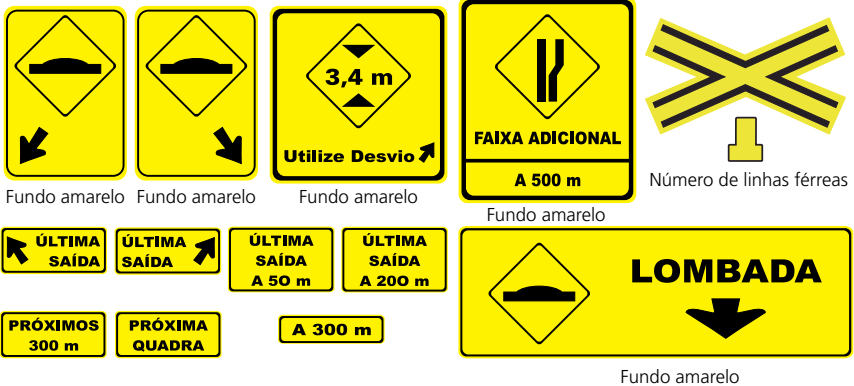 3,4 m
Utilize Desvio
FAIXA ADICIONAL
A 500 m
Fundo amarelo
Fundo amarelo
Fundo amarelo
Fundo amarelo
Número de linhas férreas
ÚLTIMA
SAÍDA
ÚLTIMA
SAÍDA
ÚLTIMA
SAÍDA
A 50 m
ÚLTIMA
SAÍDA
A 200 m
LOMBADA
PRÓXIMOS
300 m
PRÓXIMA
QUADRA
A 300 m
Fundo amarelo